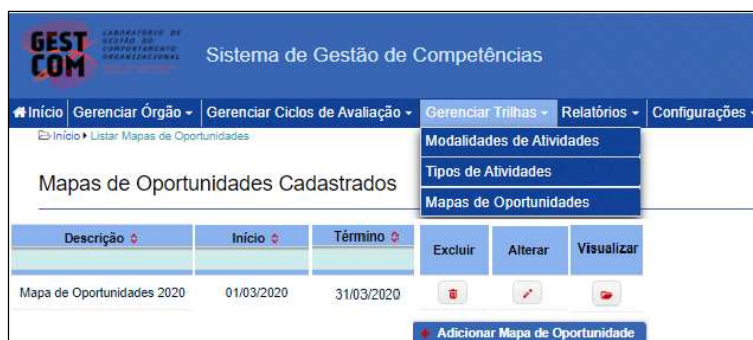 GEST COM
LABORATÓRIO DE
GESTÃO DO
COMPORTAMENTO
ORGANIZACIONAL
Sistema de Gestão de Competências
Início Gerenciar Órgão Gerenciar Ciclos de Avaliação Gerenciar Trilhas Relatórios Configurações
Início Listar Mapas de Oportunidades
Modalidades de Atividades
Tipos de Atividades
Mapas de Oportunidades
Mapas de Oportunidades Cadastrados
Descrição Início Término Excluir Alterar Visualizar
Mapa de Oportunidades 2020 01/03/2020 31/03/2020
Adicionar Mapa de Oportunidade